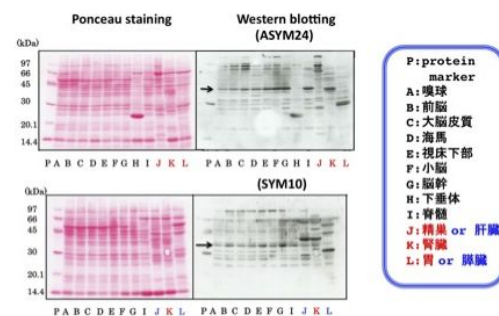 Ponceau staining
Western blotting
(ASYM24)
(kDa)
97
66
45
30
20.1
14.4
P A B C D E F G H I J K L
P A B C D E F G H I J K L
(SYM10)
(kDa)
97
66
45
30
20.1
14.4
P A B C D E F G H I J K L
P A B C D E F G H I J K L
P:protein
marker
A:嗅球
B:前脳
C:大脳皮質
D:海馬
E:視床下部
F:小脳
G:脳幹
H:下垂体
I:脊髄
J:精巣 or 肝臓
K:腎臓
L:胃 or 膵臓